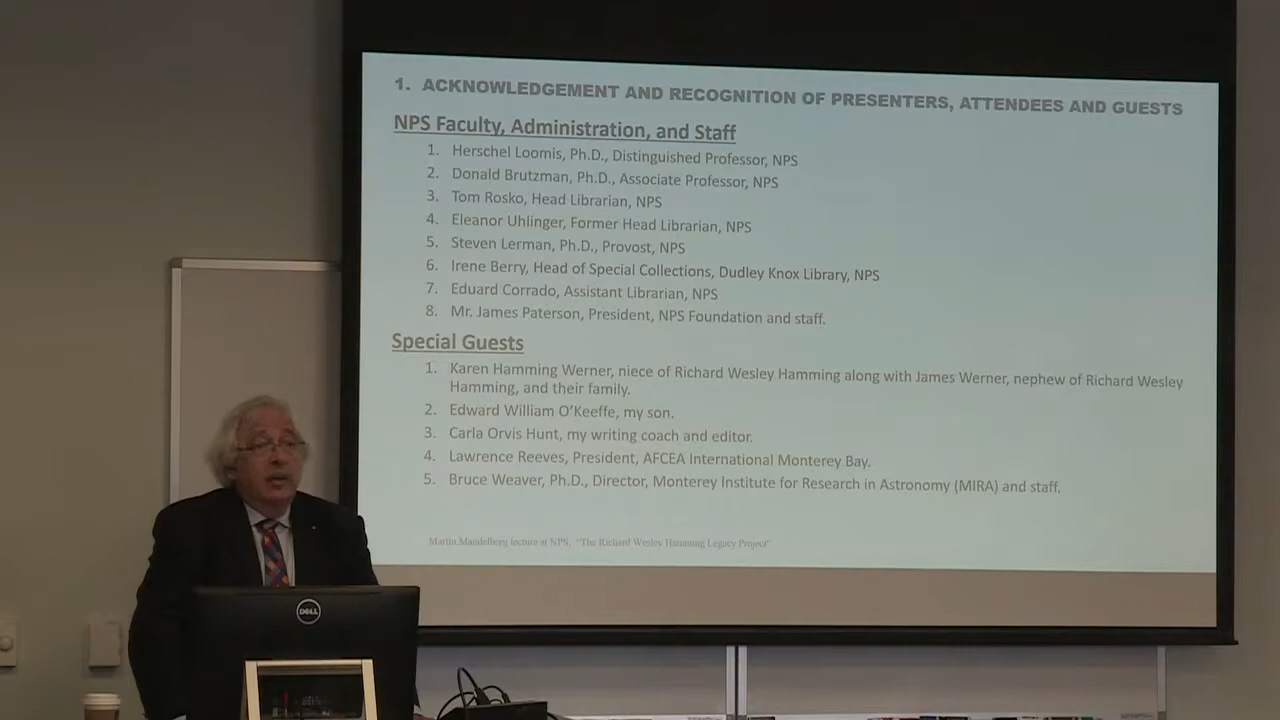 1. ACKNOWLEDGEMENT AND RECOGNITION OF PRESENTERS, ATTENDEES AND GUESTS
NPS Faculty, Administration, and Staff
1. Herschel Loomis, Ph.D., Distinguished Professor, NPS
2. Donald Brutzman, Ph.D., Associate Professor, NPS
3. Tom Rosko, Head Librarian, NPS
4. Eleanor Uhlinger, Former Head Librarian, NPS
5. Steven Lerman, Ph.D., Provost, NPS
6. Irene Berry, Head of Special Collections, Dudley Knox Library, NPS
7. Eduard Corrado, Assistant Librarian, NPS
8. Mr. James Paterson, President, NPS Foundation and staff.
Special Guests
1. Karen Hamming Werner, niece of Richard Wesley Hamming along with James Werner, nephew of Richard Wesley
Hamming, and their family.
2. Edward William O'Keeffe, my son.
3. Carla Orvis Hunt, my writing coach and editor.
4. Lawrence Reeves, President, AFCEA International Monterey Bay.
5. Bruce Weaver, Ph.D., Director, Monterey Institute for Research in Astronomy (MIRA) and staff.
Martin Mandelberg lecture at NPS, "The Richard Wesley Hamming Legacy Project"
DELL